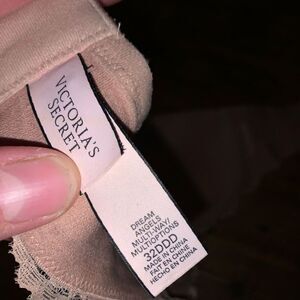 VICTORIA'S
SECRET
DREAM
ANGELS
MULTI-WAY/
MULTIOPTIONS
32DDD
MADE IN CHINA
FAIT EN CHINE
HECHO EN CHINA